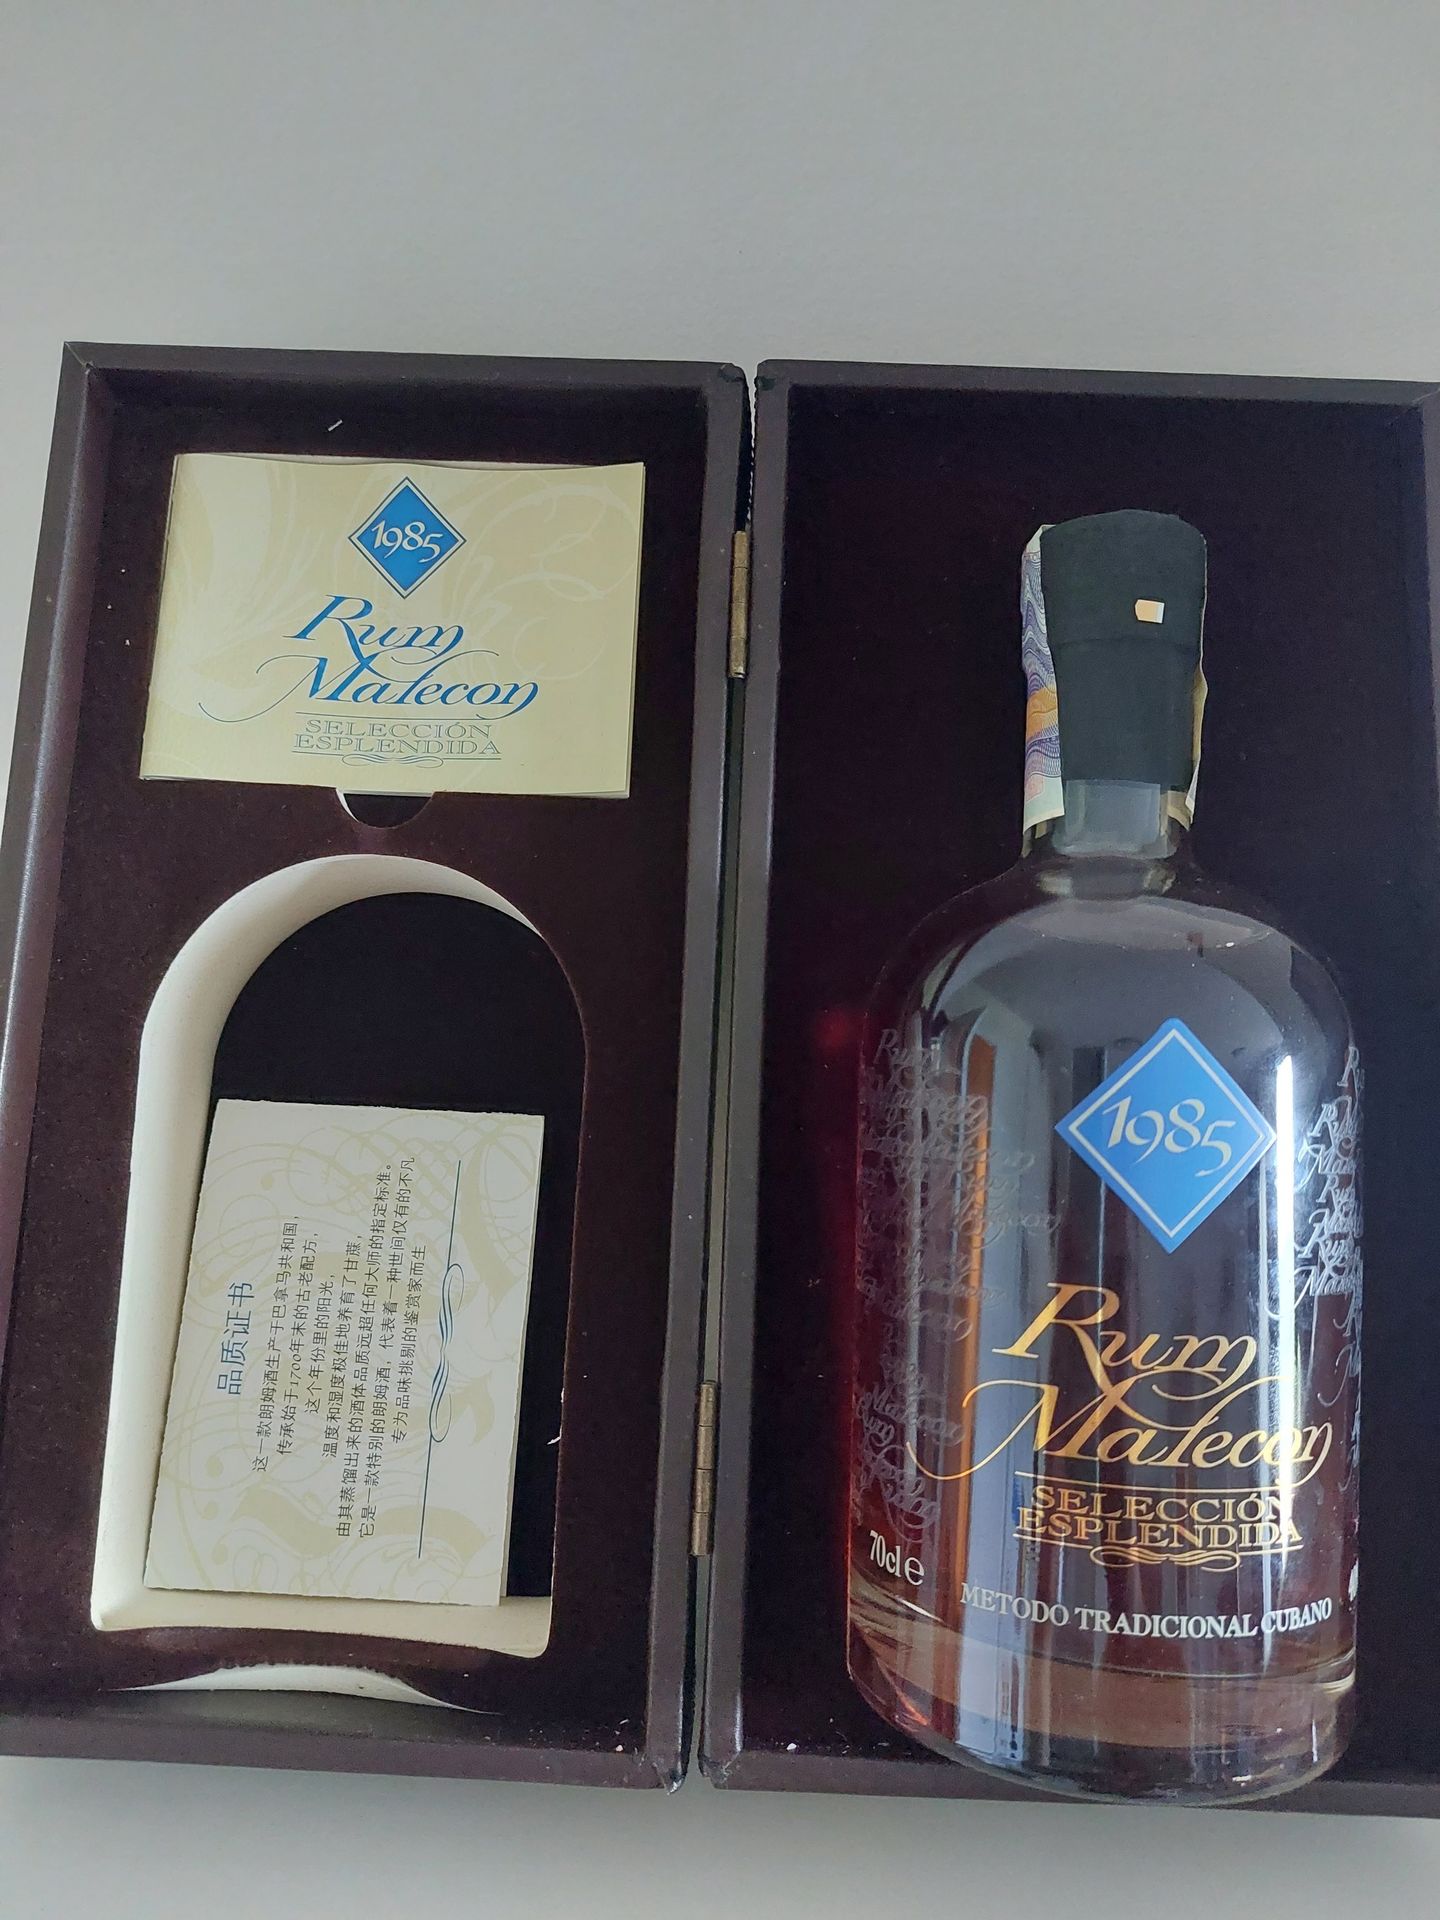 1985
Rum
Malecon
SELECCIÓN
ESPLENDIDA
品质证书
这一款朗姆酒生产于巴拿马共和国，
传承始于1700年末的古老配方，
这个年份里的阳光，
温度和湿度极佳地养育了甘蔗，
由其蒸馏出来的酒体品质远超任何大师的指定标准。
它是一款特别的朗姆酒，代表着一种世间仅有的不凡
专为品味挑剔的鉴赏家而生
1985
Rum
Malecon
SELECCIÓN
ESPLENDIDA
70cl e
METODO TRADICIONAL CUBANO